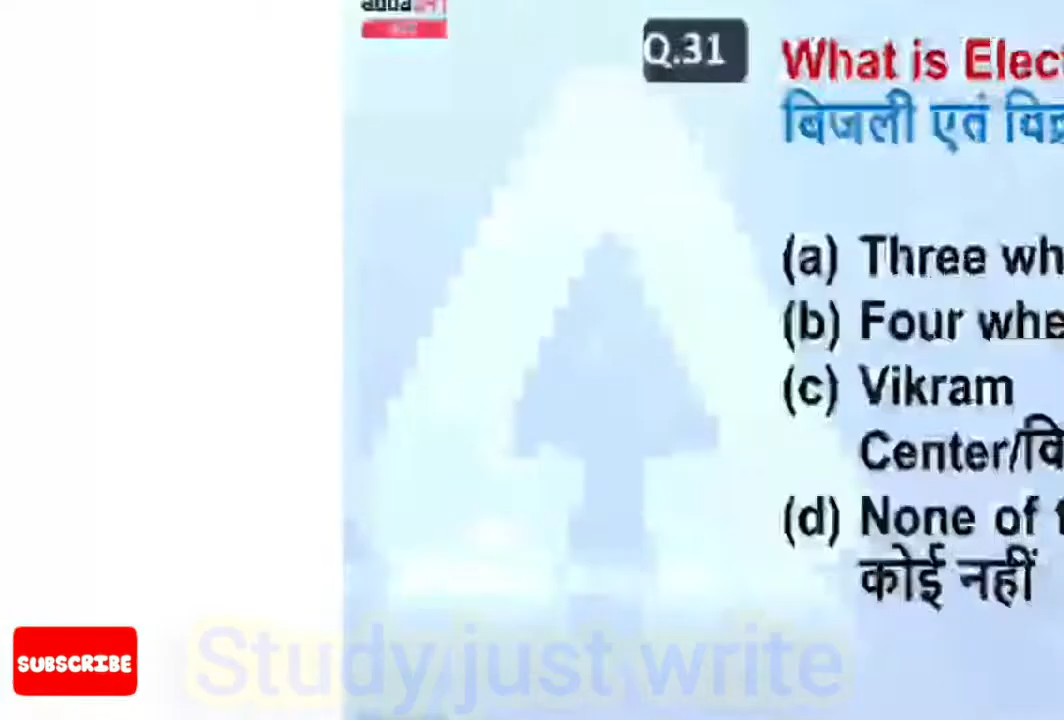 Q.31
What is Elec
बिजली एवं
(a) Three wh
(b) Four whe
(c) Vikram
Center/वि
(d) None of
कोई नहीं
SUBSCRIBE
Study just write